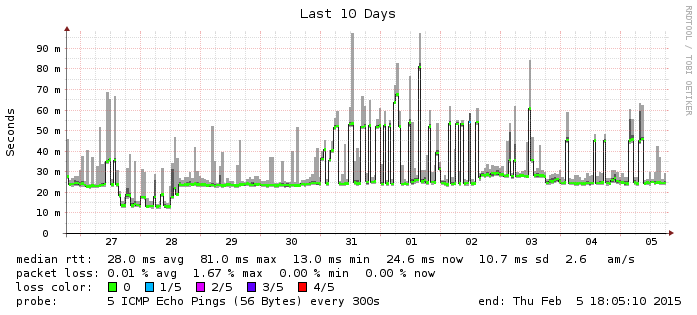 Last 10 Days
RRDTOOL / TOBI OETIKER
Seconds
90 m
80 m
70 m
60 m
50 m
40 m
30 m
20 m
10 m
0
27 28 29 30 31 01 02 03 04 05
median rtt: 28.0 ms avg 81.0 ms max 13.0 ms min 24.6 ms now 10.7 ms sd 2.6 am/s
packet loss: 0.01 % avg 1.67 % max 0.00 % min 0.00 % now
loss color: 0 1/5 2/5 3/5 4/5
probe: 5 ICMP Echo Pings (56 Bytes) every 300s end: Thu Feb 5 18:05:10 2015